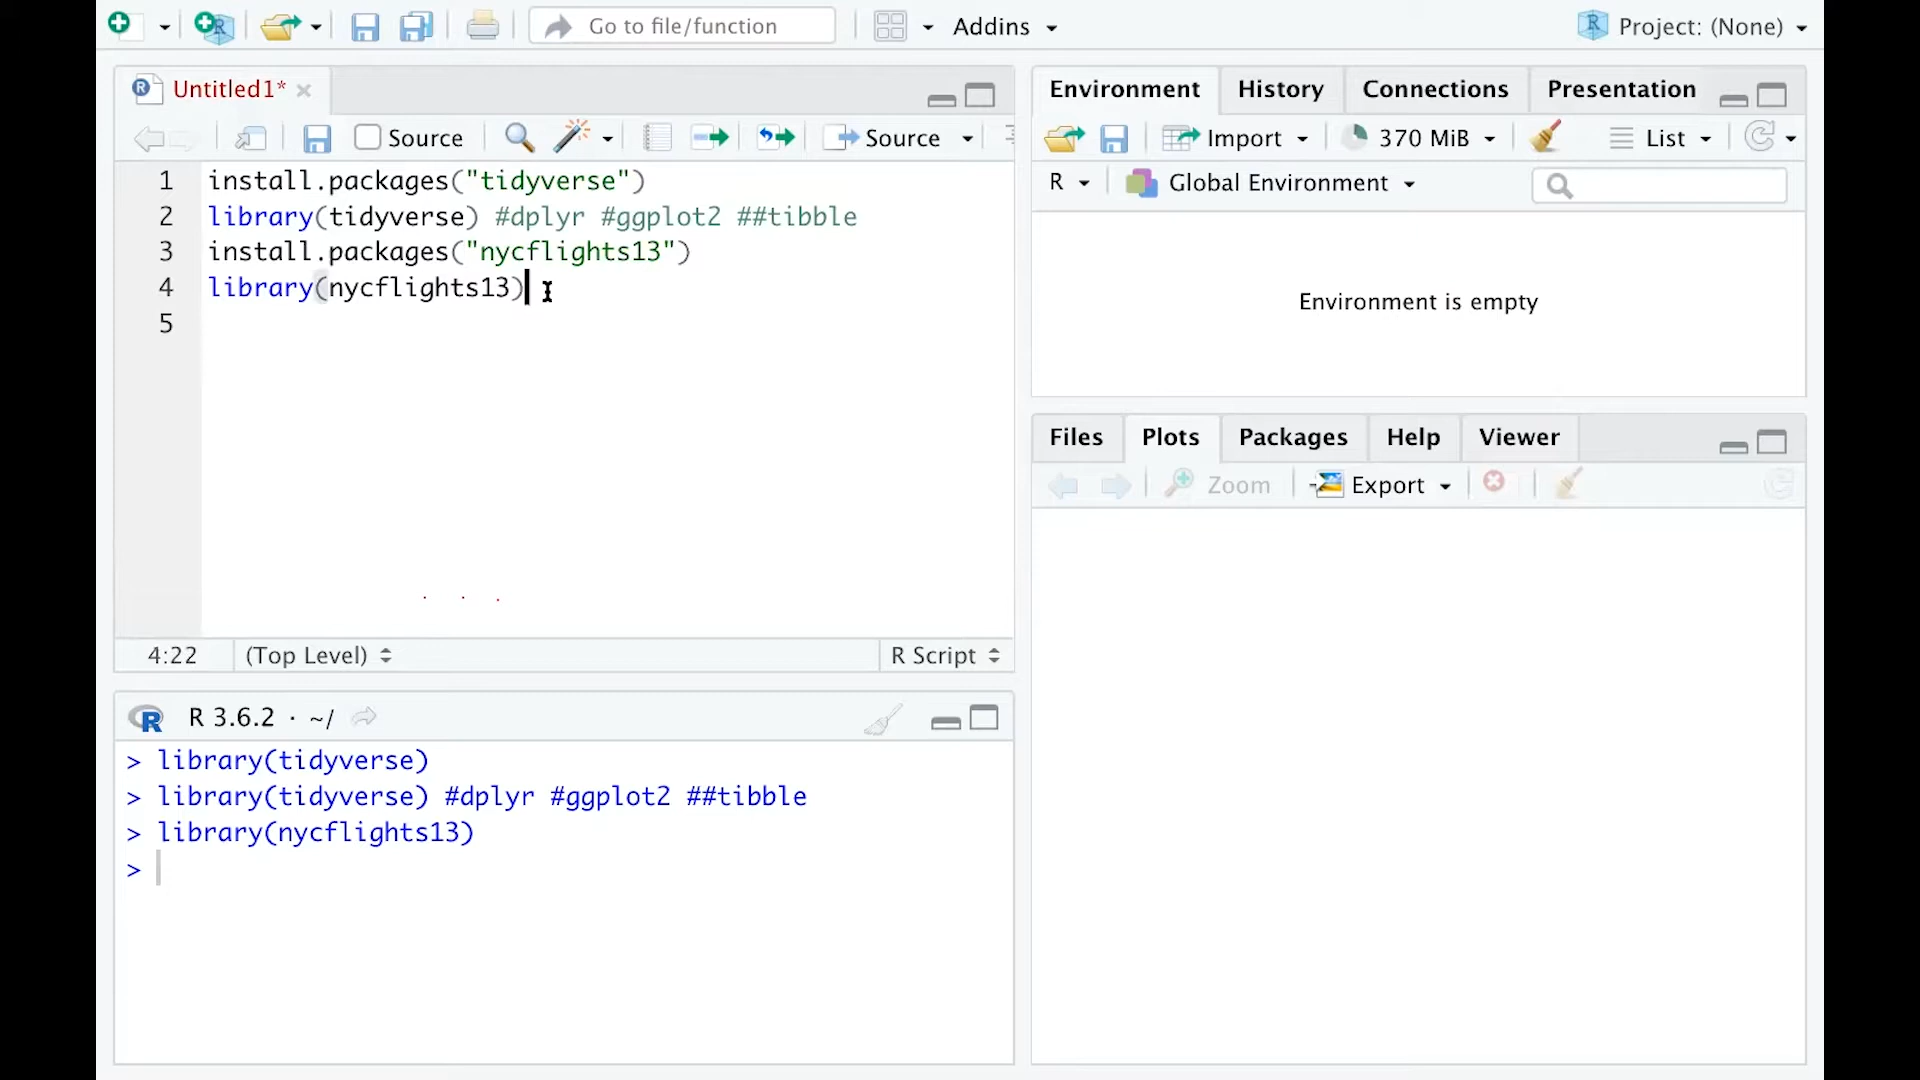 Go to file/function
Addins
Project: (None)
Untitled1*
Source
Source
1 install.packages("tidyverse")
2 library(tidyverse) #dplyr #ggplot2 ##tibble
3 install.packages("nycflights13")
4 library(nycflights13)
5
4:22
(Top Level)
R Script
R 3.6.2 · ~/
> library(tidyverse)
> library(tidyverse) #dplyr #ggplot2 ##tibble
> library(nycflights13)
>
Environment
History
Connections
Presentation
Import
370 MiB
List
R
Global Environment
Environment is empty
Files
Plots
Packages
Help
Viewer
Zoom
Export